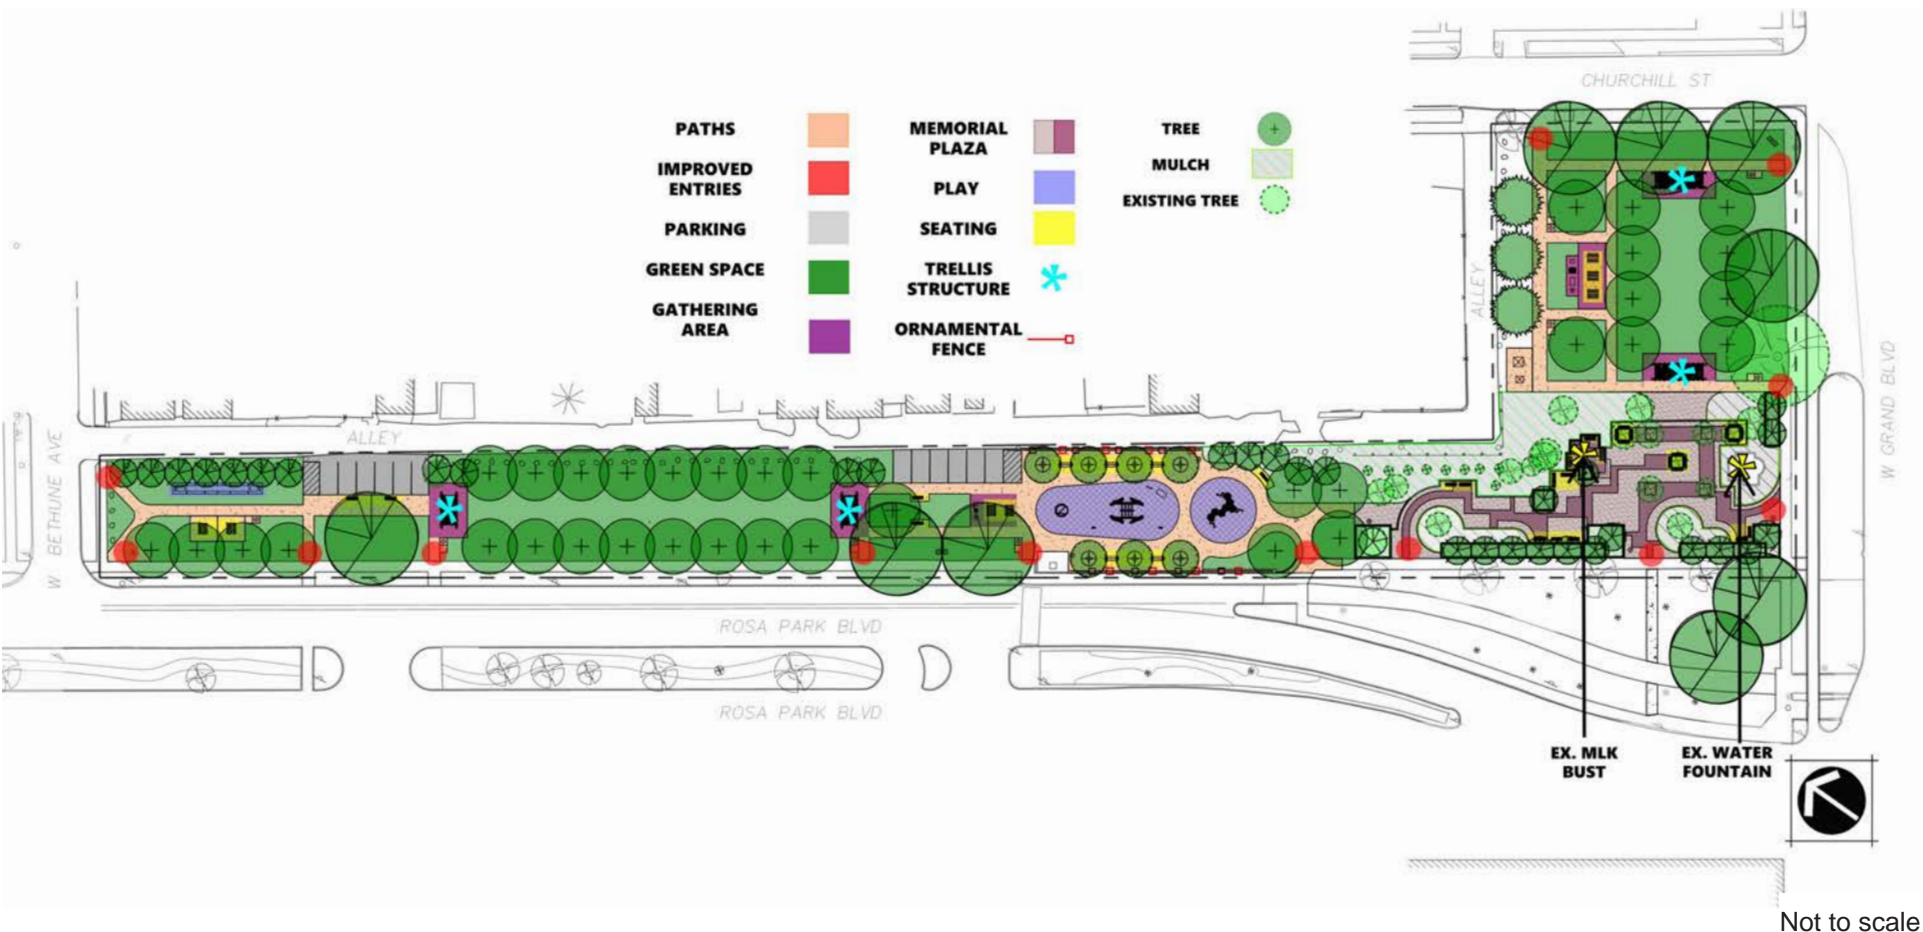 CHURCHILL ST
PATHS
IMPROVED
ENTRIES
PARKING
GREEN SPACE
GATHERING
AREA
MEMORIAL
PLAZA
PLAY
SEATING
TRELLIS
STRUCTURE
ORNAMENTAL
FENCE
TREE
MULCH
EXISTING TREE
ALLEY
W GRAND BLVD
W BETHUNE AVE
ALLEY
ROSA PARK BLVD
ROSA PARK BLVD
EX. MLK
BUST
EX. WATER
FOUNTAIN
Not to scale